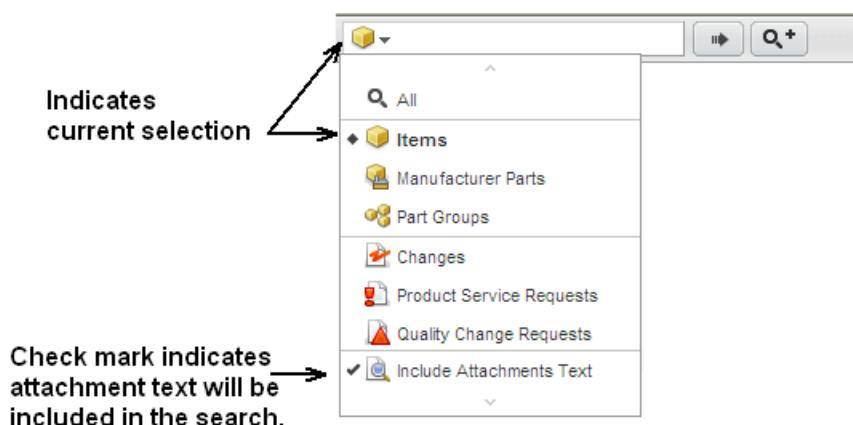 All
Indicates
current selection
Items
Manufacturer Parts
Part Groups
Changes
Product Service Requests
Quality Change Requests
Check mark indicates
attachment text will be
included in the search.
Include Attachments Text